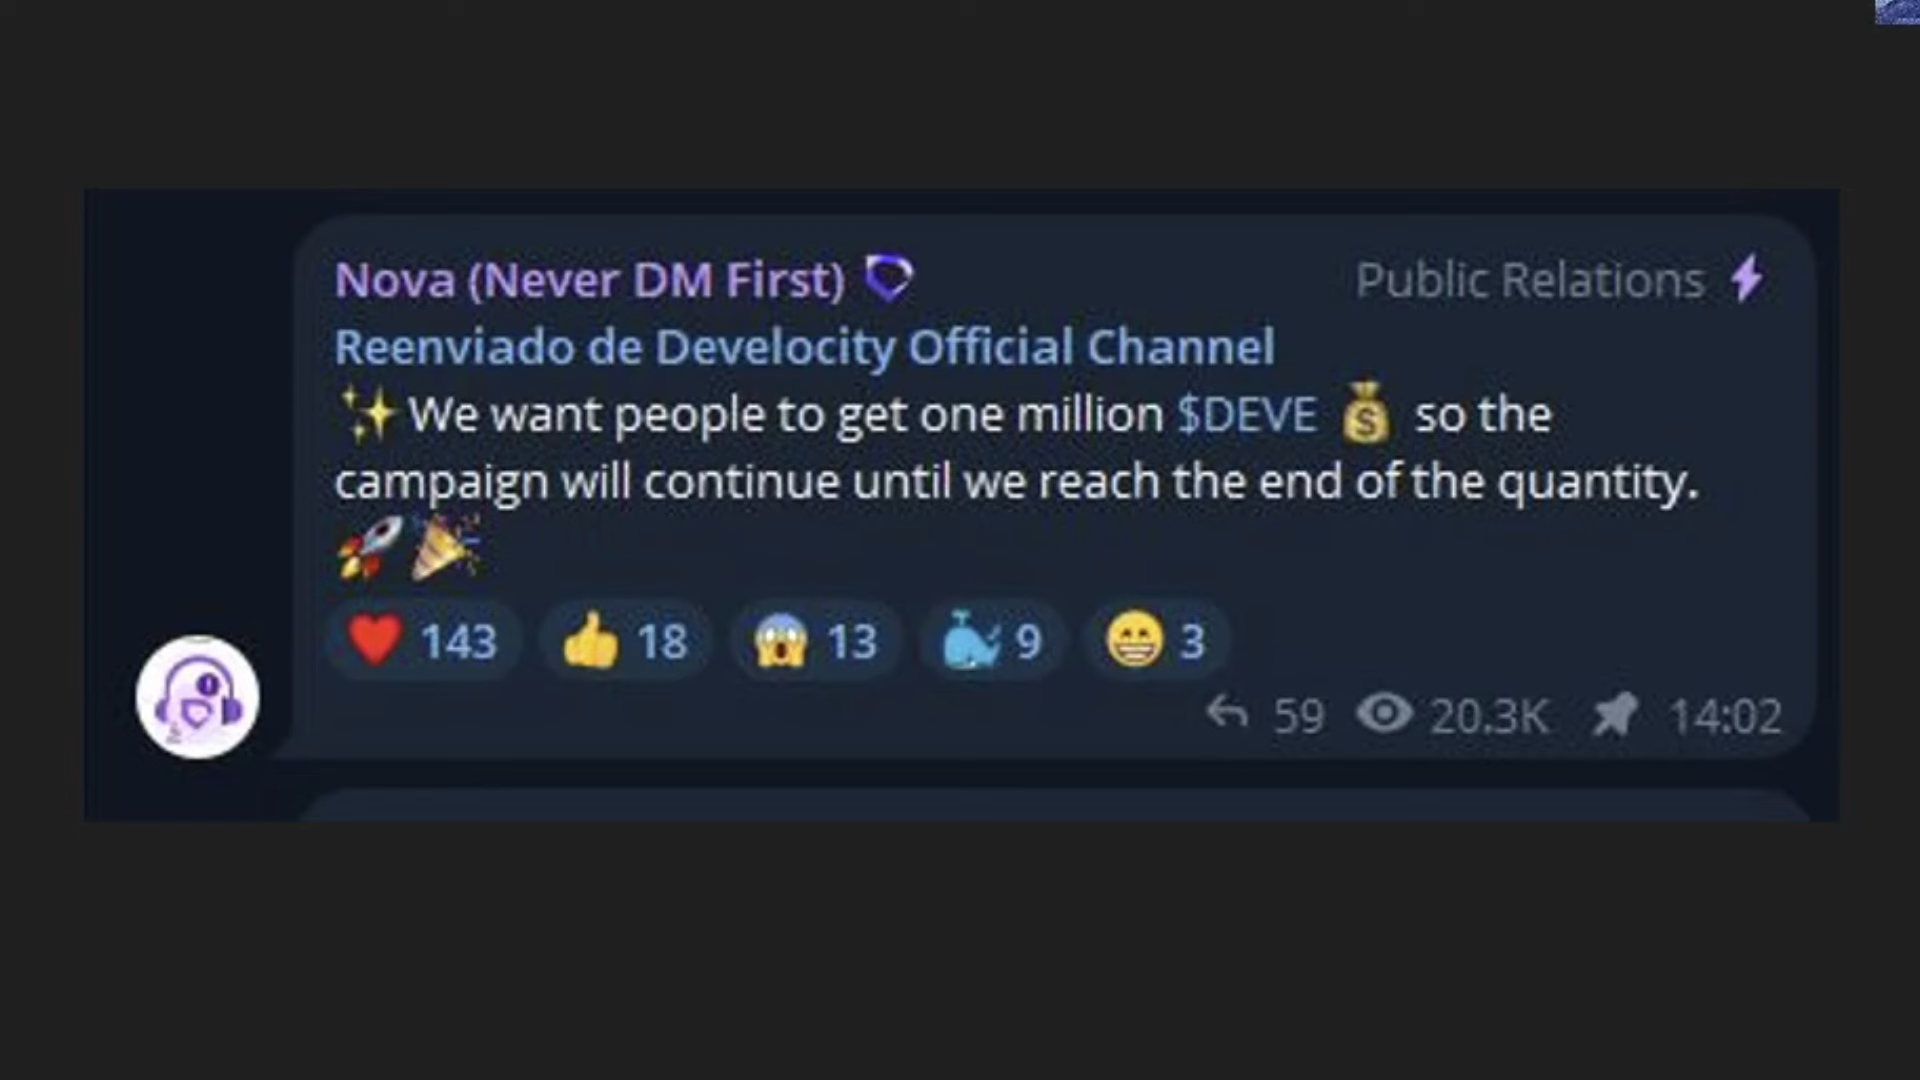 Nova (Never DM First) Public Relations
Reenviado de Develocity Official Channel
✨We want people to get one million $DEVE 💰 so the
campaign will continue until we reach the end of the quantity.
🚀🎉
❤️ 143 👍 18 😱 13 🐳 9 😁 3
59 20.3K 14:02